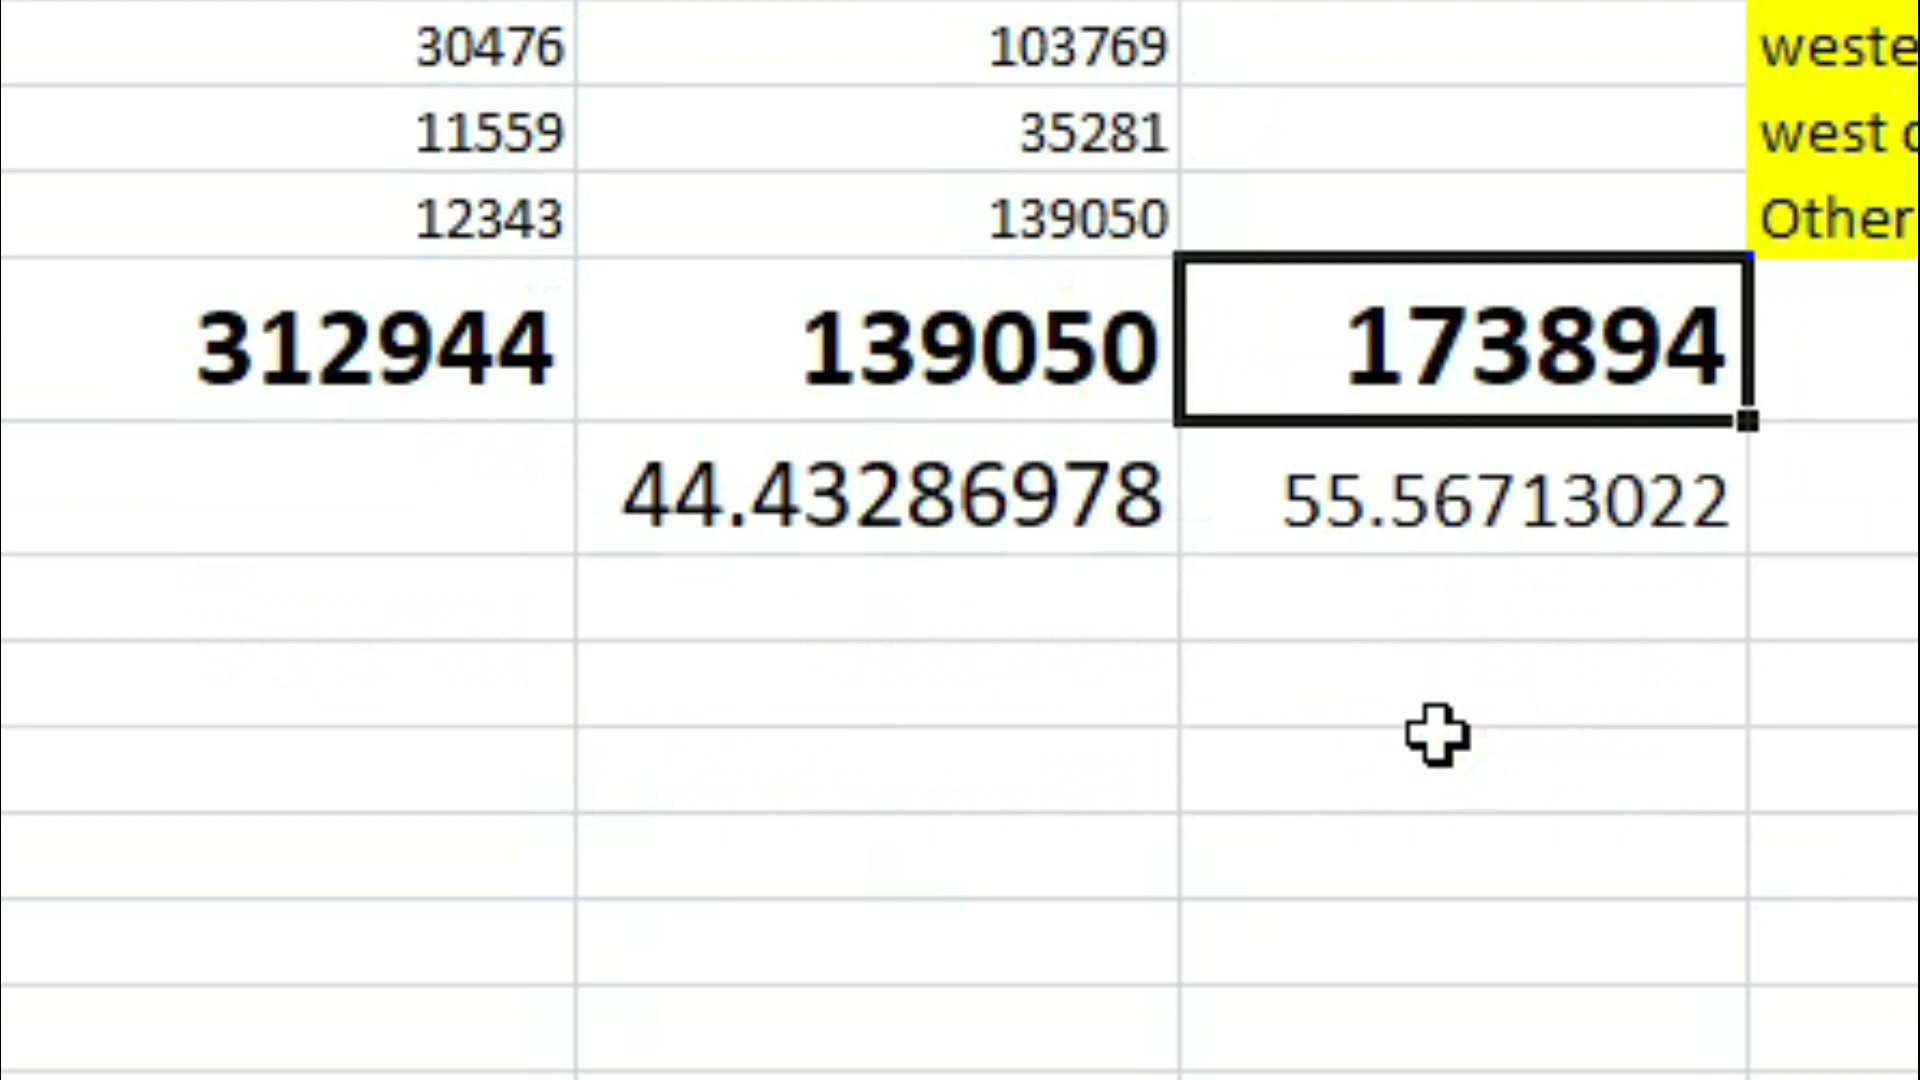 30476 103769 weste
11559 35281 west
12343 139050 Other
312944 139050 173894
44.43286978 55.56713022